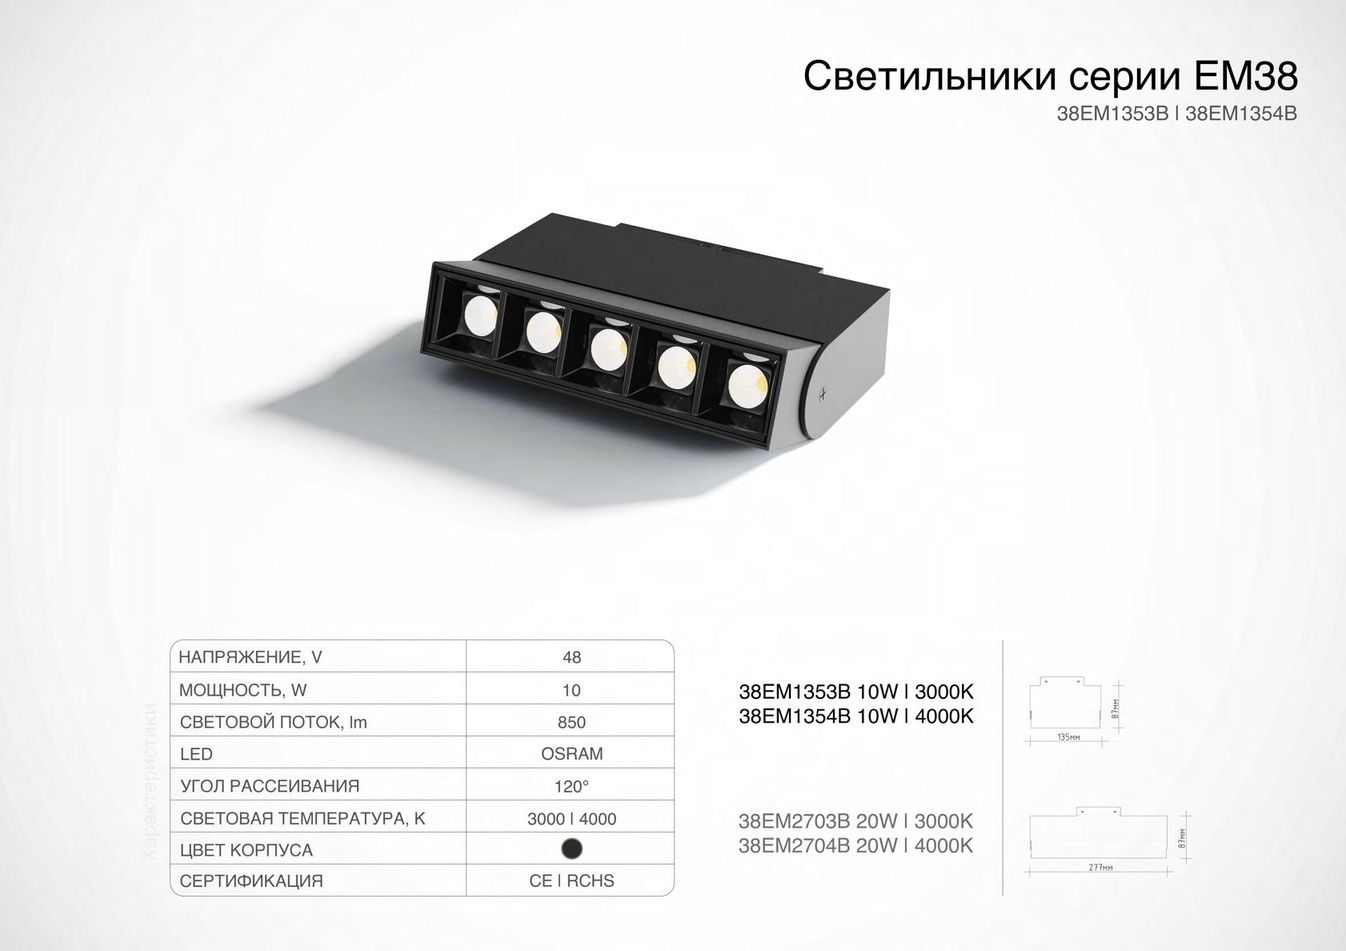 Светильники серии EM38
38EM1353B | 38EM1354B
Характеристики
НАПРЯЖЕНИЕ, V 48
МОЩНОСТЬ, W 10
СВЕТОВОЙ ПОТОК, lm 850
LED OSRAM
УГОЛ РАССЕИВАНИЯ 120°
СВЕТОВАЯ ТЕМПЕРАТУРА, К 3000 | 4000
ЦВЕТ КОРПУСА
СЕРТИФИКАЦИЯ CE | RCHS
38EM1353B 10W | 3000K
38EM1354B 10W | 4000K
38EM2703B 20W | 3000K
38EM2704B 20W | 4000K
87мм
135мм
87мм
277мм